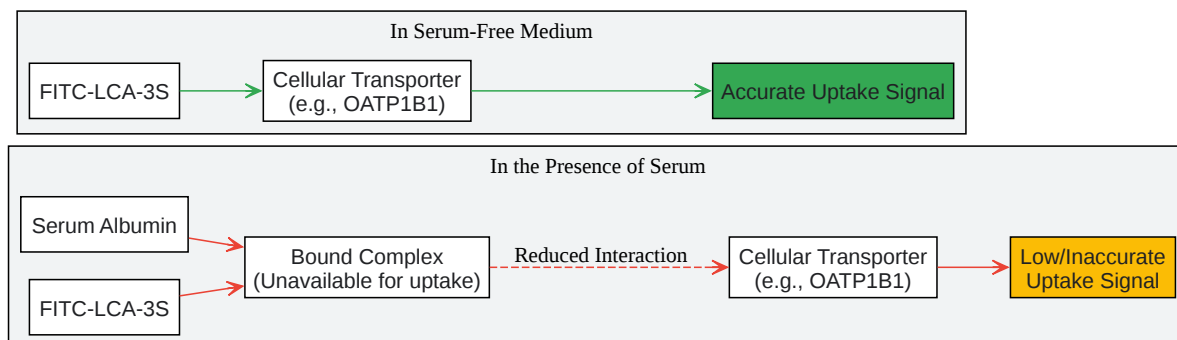 In Serum-Free Medium
FITC-LCA-3S
Cellular Transporter
(e.g., OATP1B1)
Accurate Uptake Signal
In the Presence of Serum
Serum Albumin
FITC-LCA-3S
Bound Complex
(Unavailable for uptake)
Reduced Interaction
Cellular Transporter
(e.g., OATP1B1)
Low/Inaccurate
Uptake Signal